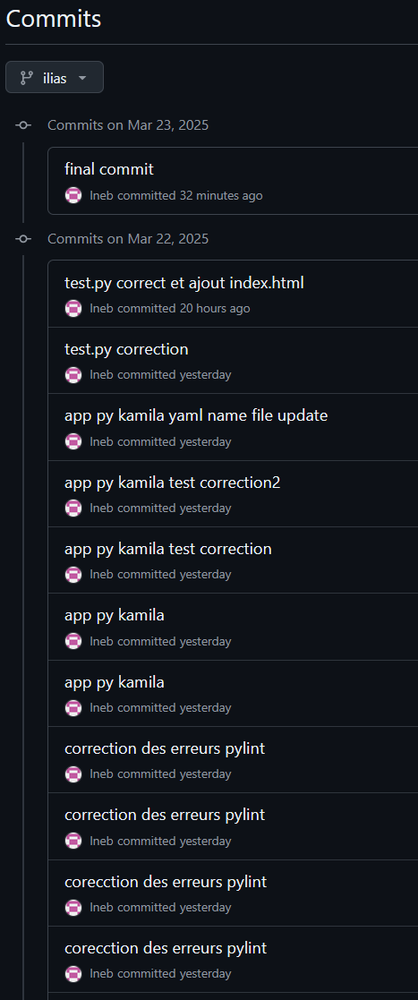 Commits
ilias
Commits on Mar 23, 2025
final commit
Ineb committed 32 minutes ago
Commits on Mar 22, 2025
test.py correct et ajout index.html
Ineb committed 20 hours ago
test.py correction
Ineb committed yesterday
app py kamila yaml name file update
Ineb committed yesterday
app py kamila test correction2
Ineb committed yesterday
app py kamila test correction
Ineb committed yesterday
app py kamila
Ineb committed yesterday
app py kamila
Ineb committed yesterday
correction des erreurs pylint
Ineb committed yesterday
correction des erreurs pylint
Ineb committed yesterday
corecction des erreurs pylint
Ineb committed yesterday
corecction des erreurs pylint
Ineb committed yesterday